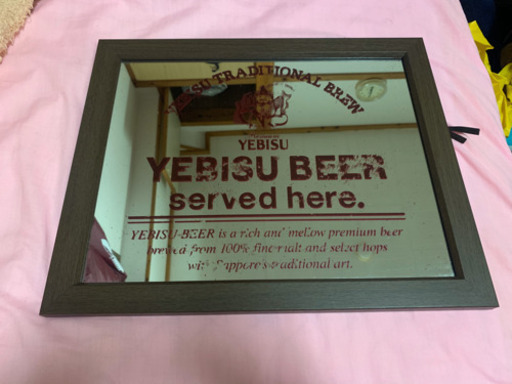 YEBISU TRADITIONAL BREW
YEBISU
YEBISU BEER
served here.
YEBISU-BEER is a rich and mellow premium beer
brewed from 100% fine malt and select hops
with Sapporo's traditional art.